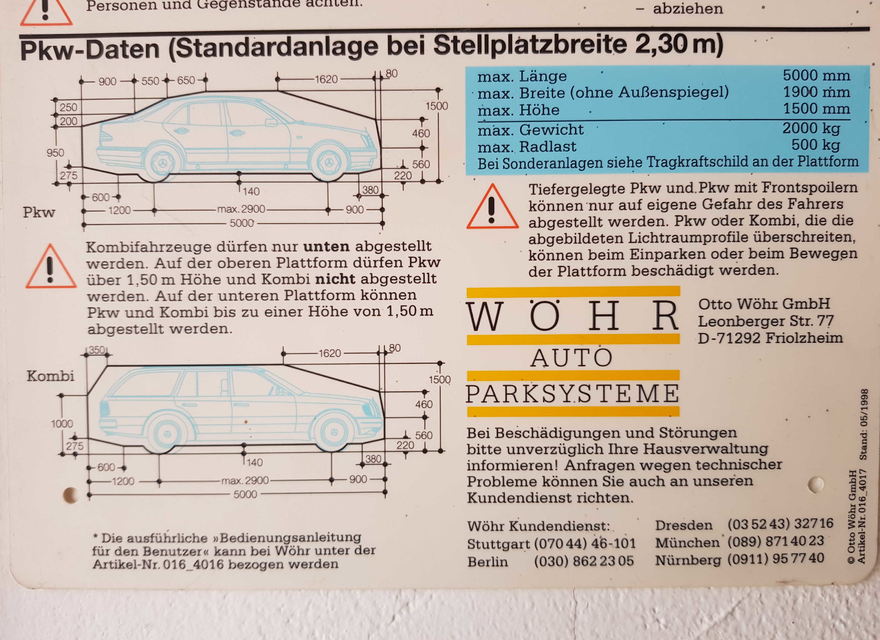 Personen und Gegenstände achten.
– abziehen
Pkw-Daten (Standardanlage bei Stellplatzbreite 2,30 m)
900 550 650 1620 80
250
200
950
275
1500
460
560
220
600 140 380
1200 max.2900 900
5000
Pkw
max. Länge 5000 mm
max. Breite (ohne Außenspiegel) 1900 mm
max. Höhe 1500 mm
max. Gewicht 2000 kg
max. Radlast 500 kg
Bei Sonderanlagen siehe Tragkraftschild an der Plattform
Tiefergelegte Pkw und Pkw mit Frontspoilern
können nur auf eigene Gefahr des Fahrers
abgestellt werden. Pkw oder Kombi, die die
abgebildeten Lichtraumprofile überschreiten,
können beim Einparken oder beim Bewegen
der Plattform beschädigt werden.
Kombifahrzeuge dürfen nur unten abgestellt
werden. Auf der oberen Plattform dürfen Pkw
über 1,50 m Höhe und Kombi nicht abgestellt
werden. Auf der unteren Plattform können
Pkw und Kombi bis zu einer Höhe von 1,50 m
abgestellt werden.
WÖHR
AUTO
PARKSYSTEME
Otto Wöhr GmbH
Leonberger Str. 77
D-71292 Friolzheim
350 1620 80
Kombi
1000
275
1500
460
560
220
600 140 380
1200 max.2900 900
5000
Bei Beschädigungen und Störungen
bitte unverzüglich Ihre Hausverwaltung
informieren! Anfragen wegen technischer
Probleme können Sie auch an unseren
Kundendienst richten.
* Die ausführliche »Bedienungsanleitung
für den Benutzer« kann bei Wöhr unter der
Artikel-Nr. 016_4016 bezogen werden
Wöhr Kundendienst: Dresden (03 52 43) 3 27 16
Stuttgart (070 44) 46-101 München (089) 871 40 23
Berlin (030) 862 23 05 Nürnberg (0911) 95 77 40
© Otto Wöhr GmbH
Artikel-Nr. 016_4017 Stand: 05/1998